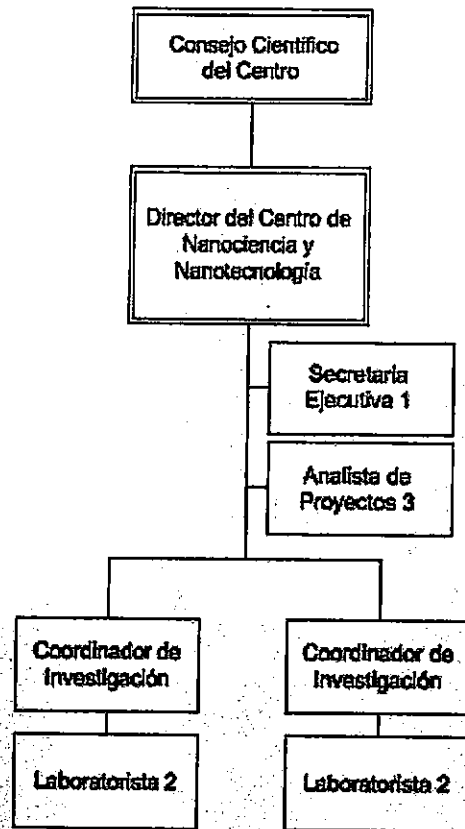 Consejo Científico
del Centro
Director del Centro de
Nanociencia y
Nanotecnología
Secretaria
Ejecutiva 1
Analista de
Proyectos 3
Coordinador de
Investigación
Laboratorista 2
Coordinador de
Investigación
Laboratorista 2